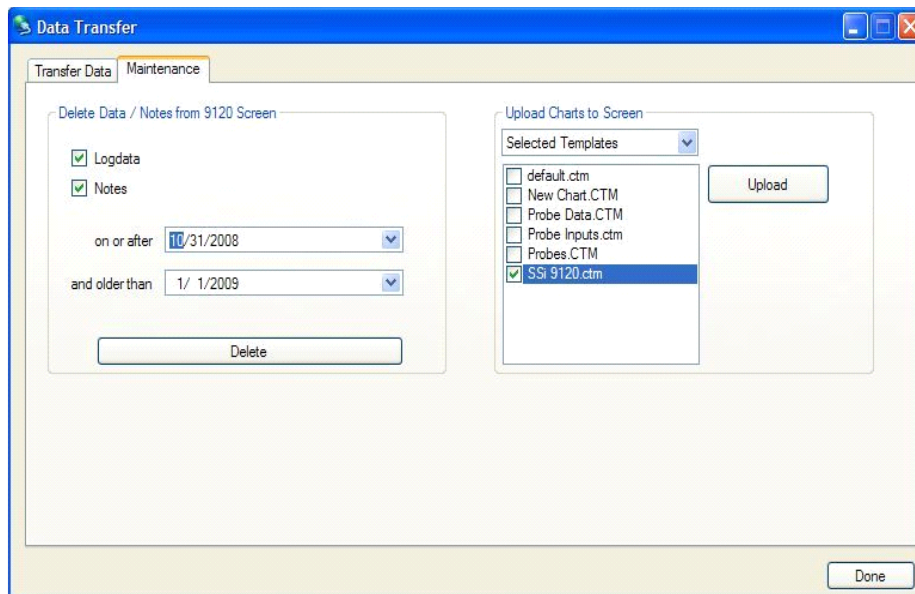 Data Transfer
Transfer Data
Maintenance
Delete Data / Notes from 9120 Screen
Logdata
Notes
on or after
10/31/2008
and older than
1/ 1/2009
Delete
Upload Charts to Screen
Selected Templates
default.ctm
New Chart.CTM
Probe Data.CTM
Probe Inputs.ctm
Probes.CTM
SSi 9120.ctm
Upload
Done